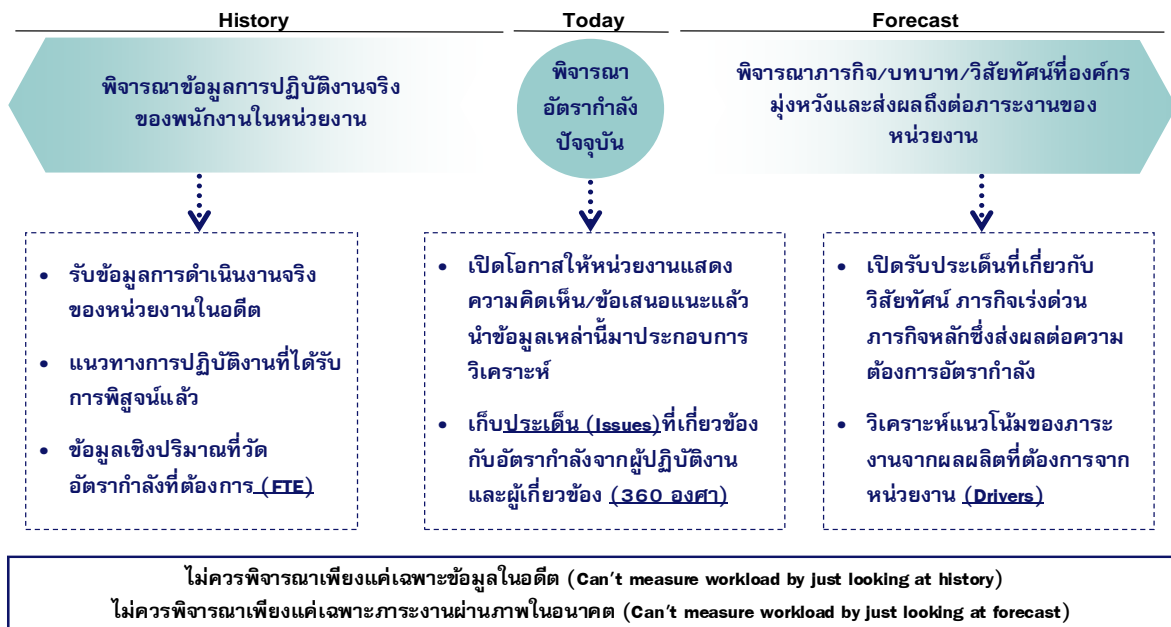 History
Today
Forecast
พิจารณาข้อมูลการปฏิบัติงานจริง
ของพนักงานในหน่วยงาน
พิจารณา
อัตรากำลัง
ปัจจุบัน
พิจารณาภารกิจ/บทบาท/วิสัยทัศน์ที่องค์กร
มุ่งหวังและส่งผลถึงต่อภาระงานของ
หน่วยงาน
• รับข้อมูลการดำเนินงานจริง
ของหน่วยงานในอดีต
• แนวทางการปฏิบัติงานที่ได้รับ
การพิสูจน์แล้ว
• ข้อมูลเชิงปริมาณที่วัด
อัตรากำลังที่ต้องการ (FTE)
• เปิดโอกาสให้หน่วยงานแสดง
ความคิดเห็น/ข้อเสนอแนะแล้ว
นำข้อมูลเหล่านี้มาประกอบการ
วิเคราะห์
• เก็บประเด็น (Issues)ที่เกี่ยวข้อง
กับอัตรากำลังจากผู้ปฏิบัติงาน
และผู้เกี่ยวข้อง (360 องศา)
• เปิดรับประเด็นที่เกี่ยวกับ
วิสัยทัศน์ ภารกิจเร่งด่วน
ภารกิจหลักซึ่งส่งผลต่อความ
ต้องการอัตรากำลัง
• วิเคราะห์แนวโน้มของภาระ
งานจากผลผลิตที่ต้องการจาก
หน่วยงาน (Drivers)
ไม่ควรพิจารณาเพียงแค่เฉพาะข้อมูลในอดีต (Can't measure workload by just looking at history)
ไม่ควรพิจารณาเพียงแค่เฉพาะภาระงานผ่านภาพในอนาคต (Can't measure workload by just looking at forecast)